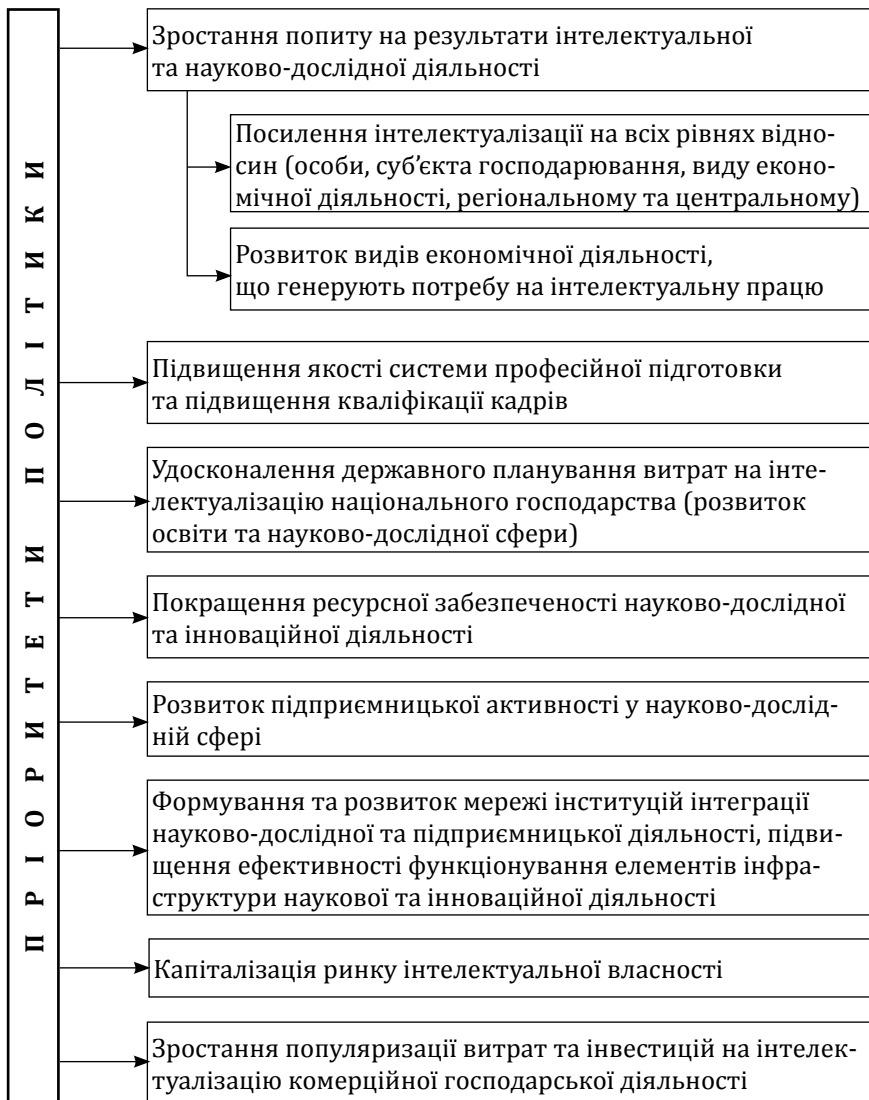 ПРІОРИТЕТИ ПОЛІТИКИ
Зростання попиту на результати інтелектуальної
та науково-дослідної діяльності
Посилення інтелектуалізації на всіх рівнях відно-
син (особи, суб’єкта господарювання, виду еконо-
мічної діяльності, регіональному та центральному)
Розвиток видів економічної діяльності,
що генерують потребу на інтелектуальну працю
Підвищення якості системи професійної підготовки
та підвищення кваліфікації кадрів
Удосконалення державного планування витрат на інте-
лектуалізацію національного господарства (розвиток
освіти та науково-дослідної сфери)
Покращення ресурсної забезпеченості науково-дослідної
та інноваційної діяльності
Розвиток підприємницької активності у науково-дослід-
ній сфері
Формування та розвиток мережі інституцій інтеграції
науково-дослідної та підприємницької діяльності, підви-
щення ефективності функціонування елементів інфра-
структури наукової та інноваційної діяльності
Капіталізація ринку інтелектуальної власності
Зростання популяризації витрат та інвестицій на інтелек-
туалізацію комерційної господарської діяльності